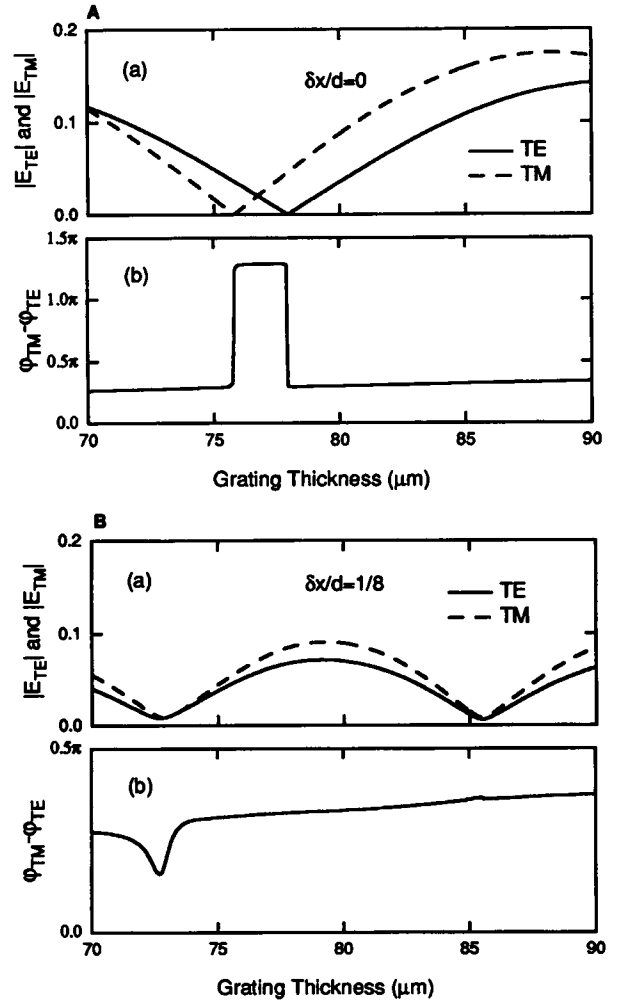 A
|E_TE| and |E_TM|
0.2
0.1
0.0
(a)
δx/d=0
TE
TM
φ_TM-φ_TE
1.5π
1.0π
0.5π
0.0
(b)
70 75 80 85 90
Grating Thickness (μm)
B
|E_TE| and |E_TM|
0.2
0.1
0.0
(a)
δx/d=1/8
TE
TM
φ_TM-φ_TE
0.5π
0.0
(b)
70 75 80 85 90
Grating Thickness (μm)